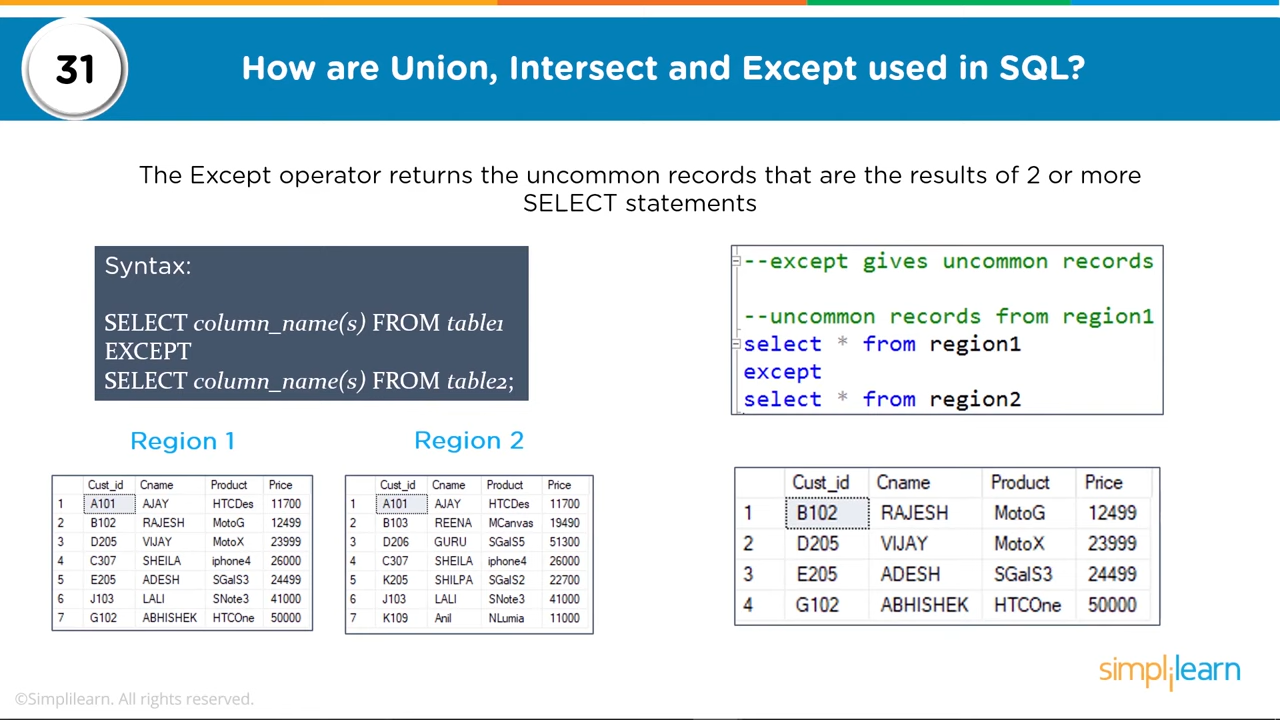 31
How are Union, Intersect and Except used in SQL?
The Except operator returns the uncommon records that are the results of 2 or more
SELECT statements
Syntax:
SELECT column_name(s) FROM table1
EXCEPT
SELECT column_name(s) FROM table2;
--except gives uncommon records
--uncommon records from region1
select * from region1
except
select * from region2
Region 1
Cust_id Cname Product Price
1 A101 AJAY HTCDes 11700
2 B102 RAJESH MotoG 12499
3 D205 VIJAY MotoX 23999
4 C307 SHEILA iphone4 26000
5 E205 ADESH SGalS3 24499
6 J103 LALI SNote3 41000
7 G102 ABHISHEK HTCOne 50000
Region 2
Cust_id Cname Product Price
1 A101 AJAY HTCDes 11700
2 B103 REENA MCanvas 19490
3 D206 GURU SGalS5 51300
4 C307 SHEILA iphone4 26000
5 K205 SHILPA SGalS2 22700
6 J103 LALI SNote3 41000
7 K109 Anil NLumia 11000
Cust_id Cname Product Price
1 B102 RAJESH MotoG 12499
2 D205 VIJAY MotoX 23999
3 E205 ADESH SGalS3 24499
4 G102 ABHISHEK HTCOne 50000
simplilearn
©Simplilearn. All rights reserved.